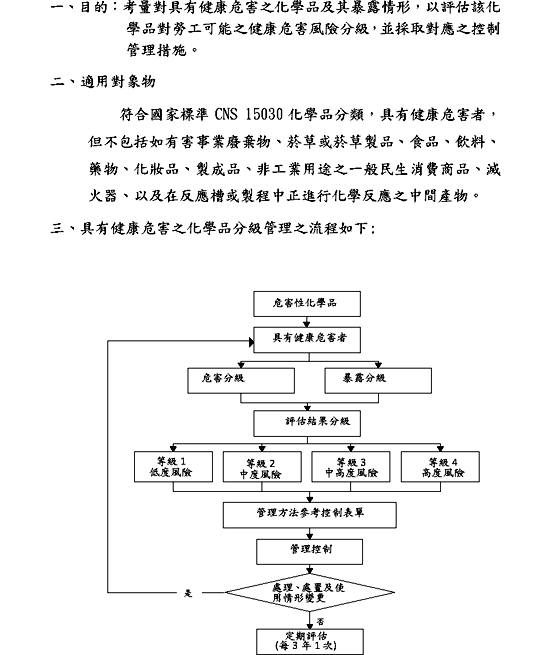 一、目的：考量對具有健康危害之化學品及其暴露情形，以評估該化
學品對勞工可能之健康危害風險分級，並採取對應之控制
管理措施。
二、適用對象物
符合國家標準 CNS 15030 化學品分類，具有健康危害者，
但不包括如有害事業廢棄物、菸草或菸草製品、食品、飲料、
藥物、化妝品、製成品、非工業用途之一般民生消費商品、滅
火器、以及在反應槽或製程中正進行化學反應之中間產物。
三、具有健康危害之化學品分級管理之流程如下:
危害性化學品
具有健康危害者
危害分級
暴露分級
評估結果分級
等級 1
低度風險
等級 2
中度風險
等級 3
中高度風險
等級 4
高度風險
管理方法參考控制表單
管理控制
處理、處置及使
用情形變更
是
否
定期評估
(每 3 年 1 次)